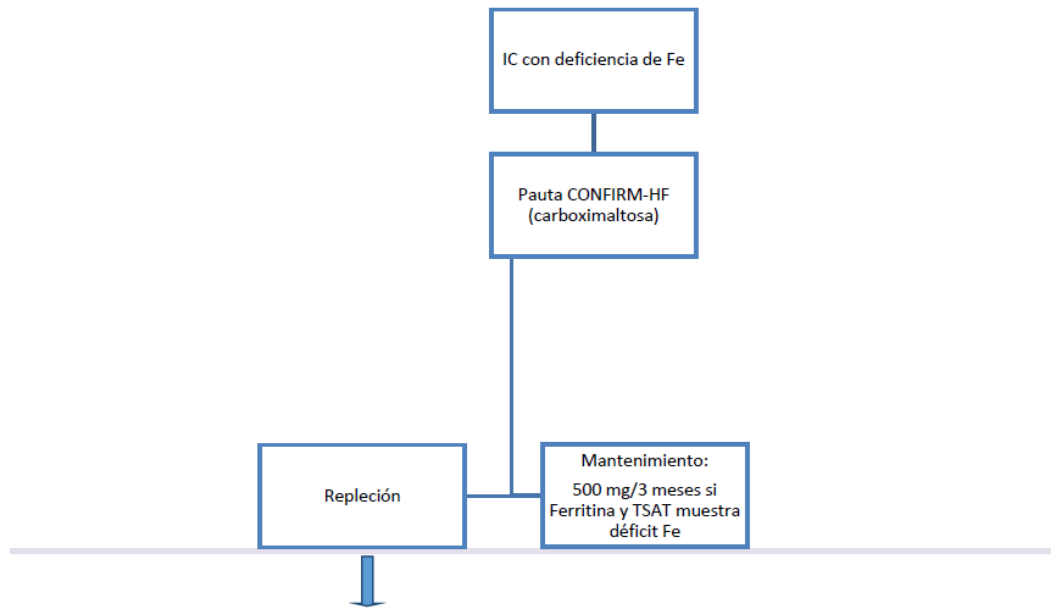 IC con deficiencia de Fe
Pauta CONFIRM-HF
(carboximaltosa)
Repleción
Mantenimiento:
500 mg/3 meses si
Ferritina y TSAT muestra
déficit Fe